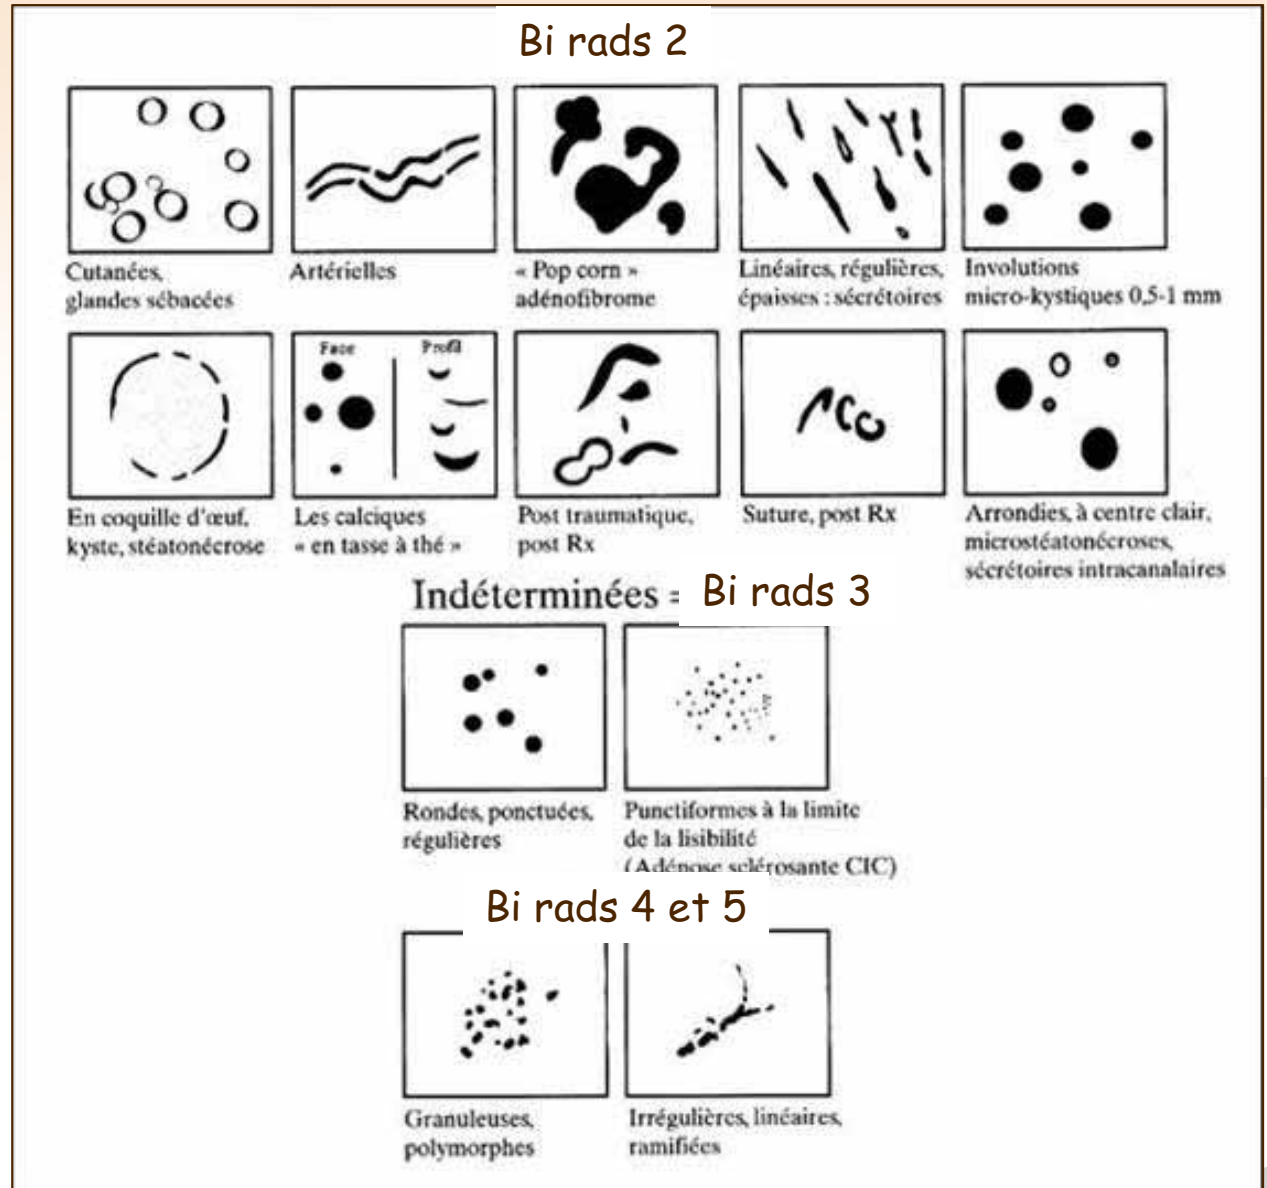 Bi rads 2
Cutanées,
glandes sébacées
Artérielles
« Pop corn »
adénofibrome
Linéaires, régulières,
épaisses : sécrétoires
Involutions
micro-kystiques 0,5-1 mm
Face Profil
En coquille d'œuf,
kyste, stéatonécrose
Les calciques
« en tasse à thé »
Post traumatique,
post Rx
Suture, post Rx
Arrondies, à centre clair,
microstéatonécroses,
sécrétoires intracanalaires
Indéterminées = Bi rads 3
Rondes, ponctuées,
régulières
Punctiformes à la limite
de la lisibilité
(Adénose sclérosante CIC)
Bi rads 4 et 5
Granuleuses,
polymorphes
Irrégulières, linéaires,
ramifiées